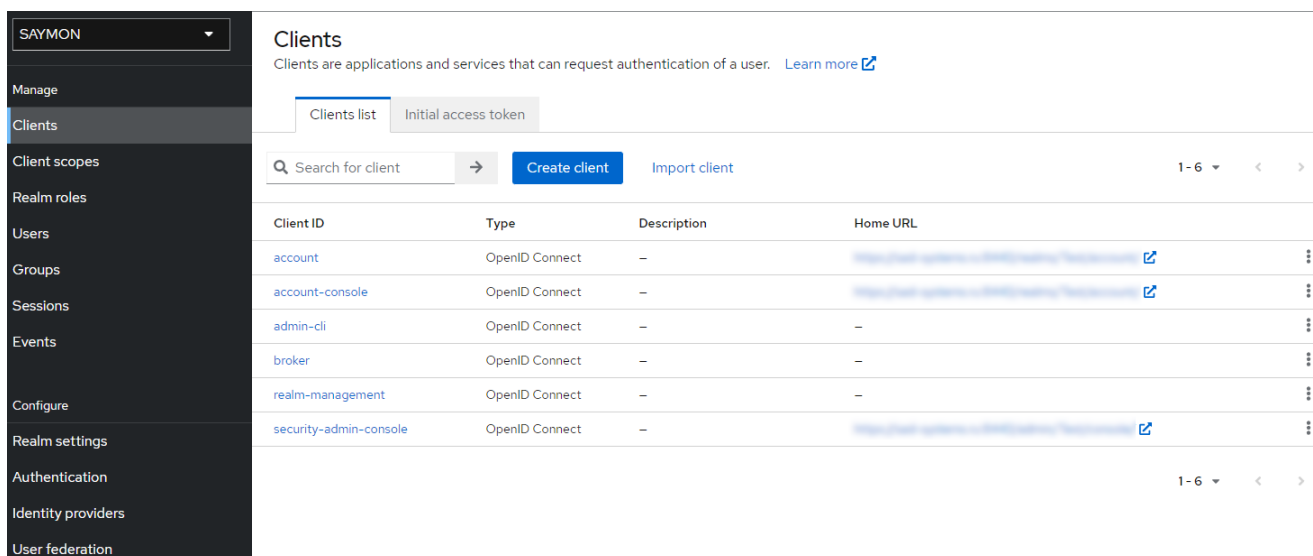 SAYMON
Manage
Clients
Client scopes
Realm roles
Users
Groups
Sessions
Events
Configure
Realm settings
Authentication
Identity providers
User federation
Clients
Clients are applications and services that can request authentication of a user. Learn more
Clients list Initial access token
Search for client Create client Import client 1 - 6
Client ID Type Description Home URL
account OpenID Connect –
account-console OpenID Connect –
admin-cli OpenID Connect – –
broker OpenID Connect – –
realm-management OpenID Connect – –
security-admin-console OpenID Connect –
1 - 6